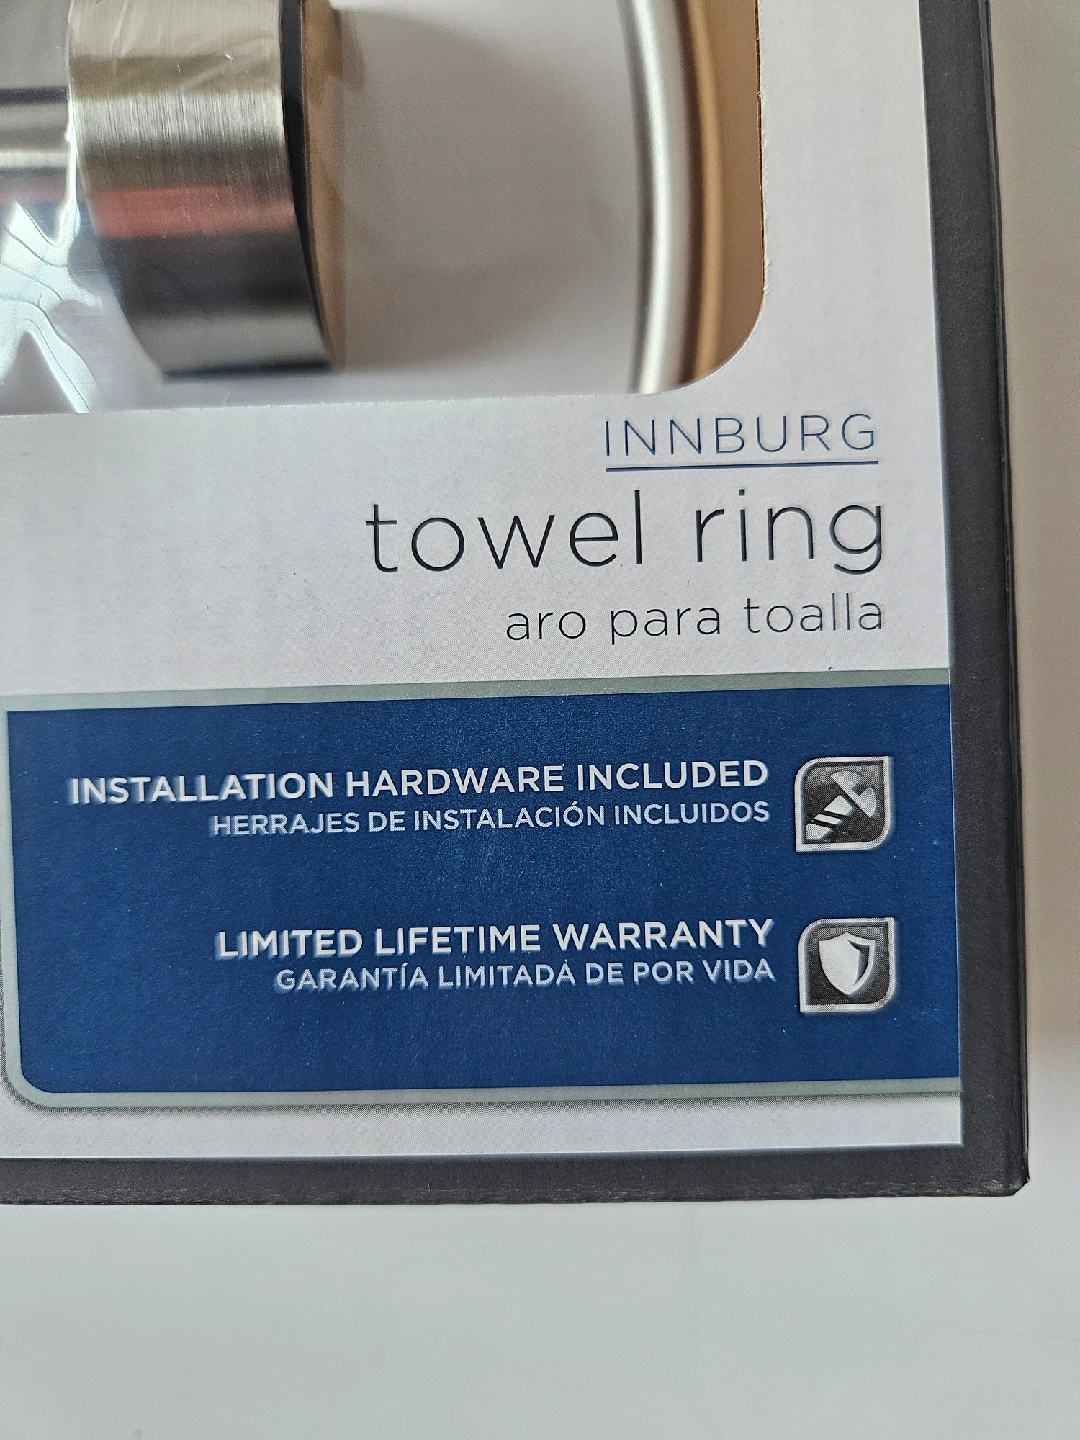 INNBURG
towel ring
aro para toalla
INSTALLATION HARDWARE INCLUDED
HERRAJES DE INSTALACIÓN INCLUIDOS
LIMITED LIFETIME WARRANTY
GARANTÍA LIMITADA DE POR VIDA